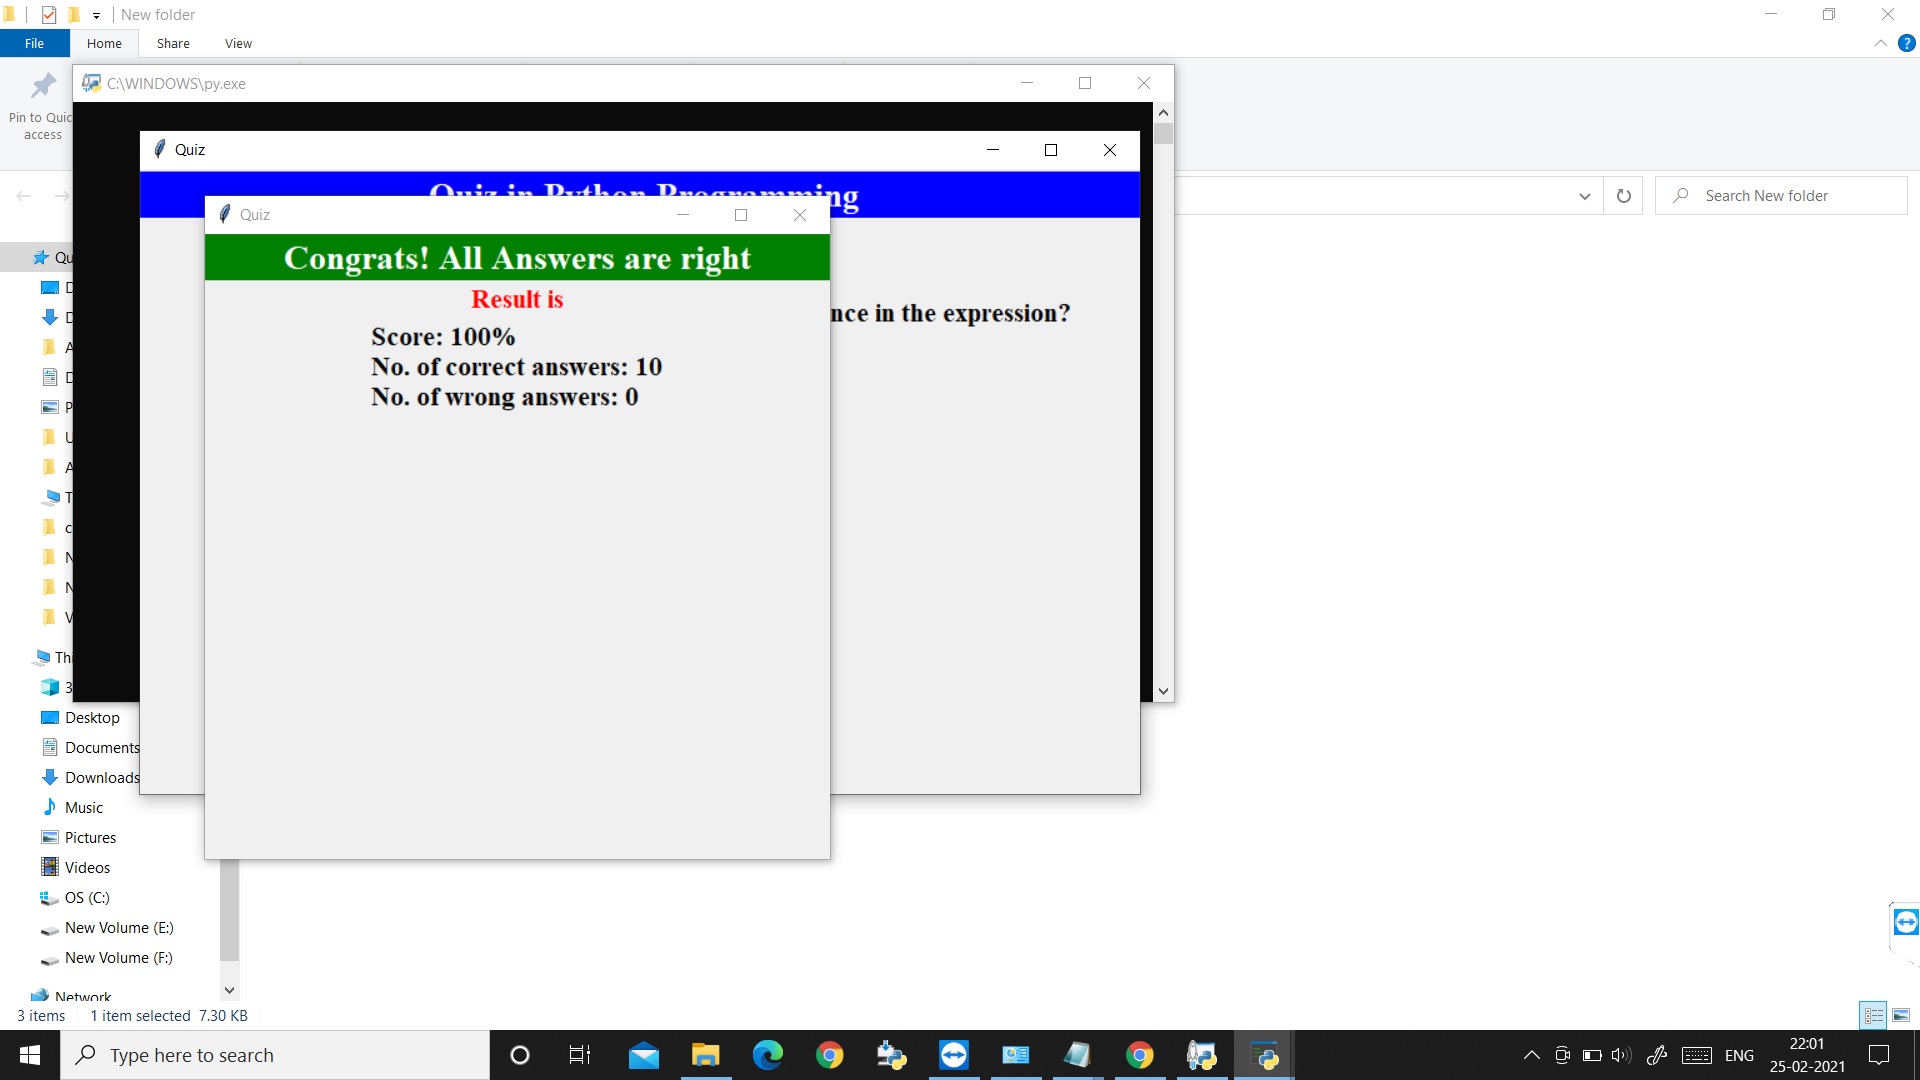 New folder
File Home Share View
C:\WINDOWS\py.exe
Pin to Quic
access
Quiz
Quiz in Python Programming
Search New folder
Quiz
Congrats! All Answers are right
Result is
nce in the expression?
Score: 100%
No. of correct answers: 10
No. of wrong answers: 0
Qu
D
D
A
D
P
U
A
T
c
N
N
V
Thi
3
Desktop
Documents
Downloads
Music
Pictures
Videos
OS (C:)
New Volume (E:)
New Volume (F:)
Network
3 items 1 item selected 7.30 KB
Type here to search
ENG
22:01
25-02-2021